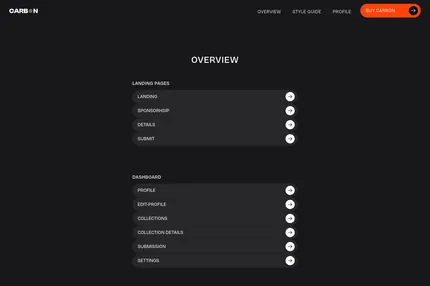 CARBON
OVERVIEW STYLE GUIDE PROFILE BUY CARBON
OVERVIEW
LANDING PAGES
LANDING
SPONSORHSIP
DETAILS
SUBMIT
DASHBOARD
PROFILE
EDIT-PROFILE
COLLECTIONS
COLLECTION DETAILS
SUBMISSION
SETTINGS